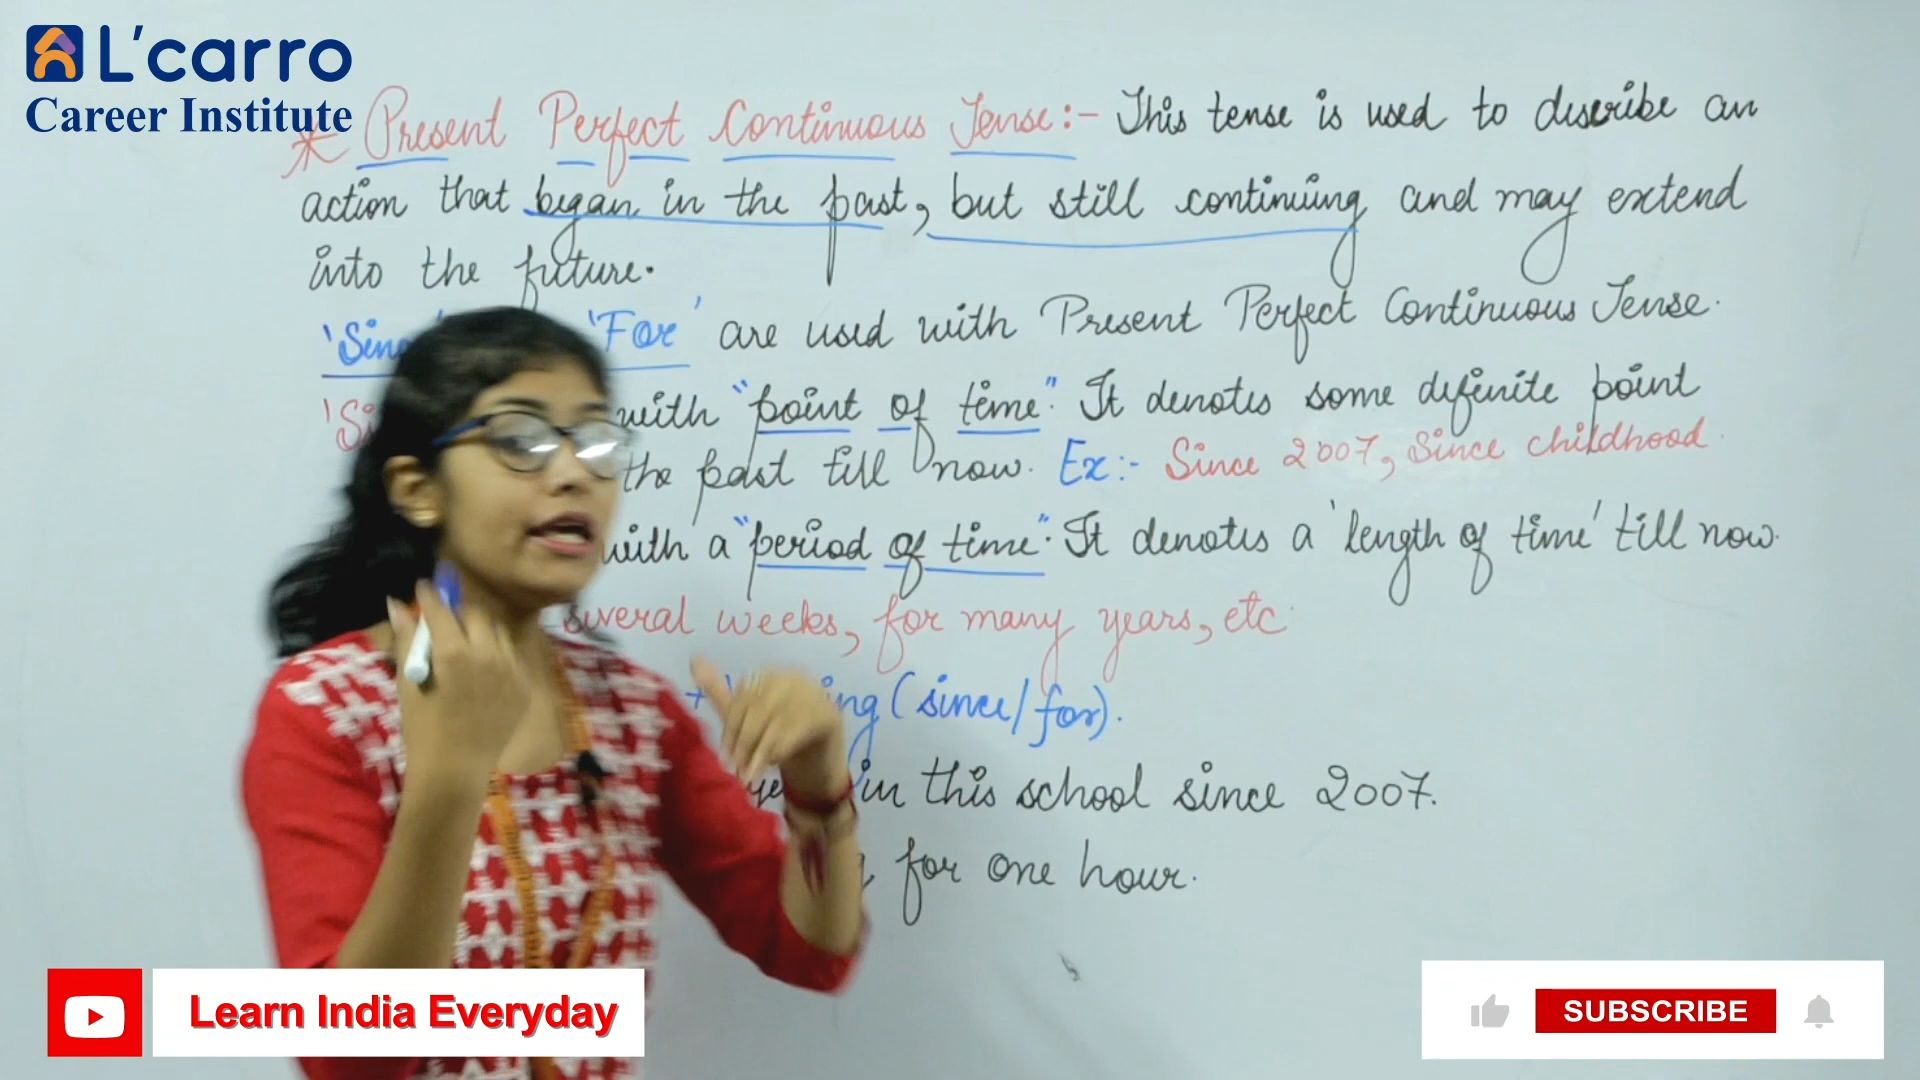 L'carro
Career Institute
* Present Perfect Continuous Tense:- This tense is used to describe an
action that began in the past, but still continuing and may extend
into the future.
'For' are used with Present Perfect Continuous Tense.
with "point of time". It denotes some definite point
the past till now. Ex:- Since 2007, Since childhood.
with a "period of time". It denotes a 'length of time' till now.
several weeks, for many years, etc.
+ ing (since/for).
in this school since 2007.
for one hour.
Learn India Everyday
SUBSCRIBE